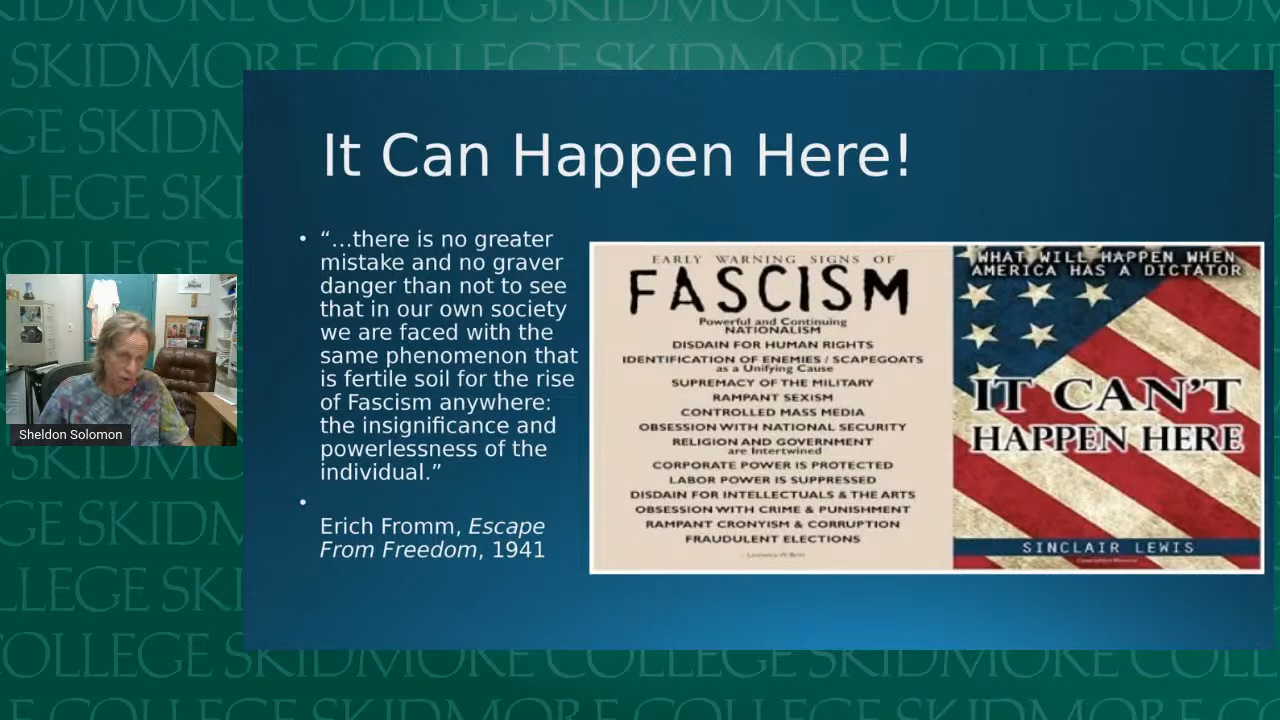 SKIDMORE COLLEGE
It Can Happen Here!
• “...there is no greater
mistake and no graver
danger than not to see
that in our own society
we are faced with the
same phenomenon that
is fertile soil for the rise
of Fascism anywhere:
the insignificance and
powerlessness of the
individual.”
•
Erich Fromm, Escape
From Freedom, 1941
EARLY WARNING SIGNS OF
FASCISM
Powerful and Continuing
NATIONALISM
DISDAIN FOR HUMAN RIGHTS
IDENTIFICATION OF ENEMIES / SCAPEGOATS
as a Unifying Cause
SUPREMACY OF THE MILITARY
RAMPANT SEXISM
CONTROLLED MASS MEDIA
OBSESSION WITH NATIONAL SECURITY
RELIGION AND GOVERNMENT
are Intertwined
CORPORATE POWER IS PROTECTED
LABOR POWER IS SUPPRESSED
DISDAIN FOR INTELLECTUALS & THE ARTS
OBSESSION WITH CRIME & PUNISHMENT
RAMPANT CRONYISM & CORRUPTION
FRAUDULENT ELECTIONS
WHAT WILL HAPPEN WHEN
AMERICA HAS A DICTATOR
IT CAN'T
HAPPEN HERE
SINCLAIR LEWIS
Sheldon Solomon